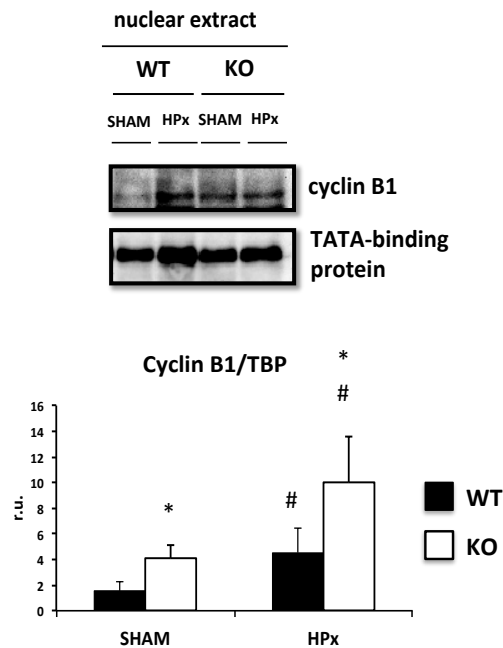 nuclear extract
WT KO
SHAM HPx SHAM HPx
cyclin B1
TATA-binding
protein
Cyclin B1/TBP
*
#
*
#
16
14
12
10
8
6
4
2
0
r.u.
WT
KO
SHAM HPx